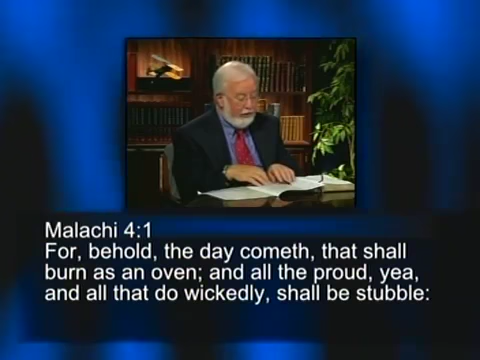 Malachi 4:1
For, behold, the day cometh, that shall
burn as an oven; and all the proud, yea,
and all that do wickedly, shall be stubble: